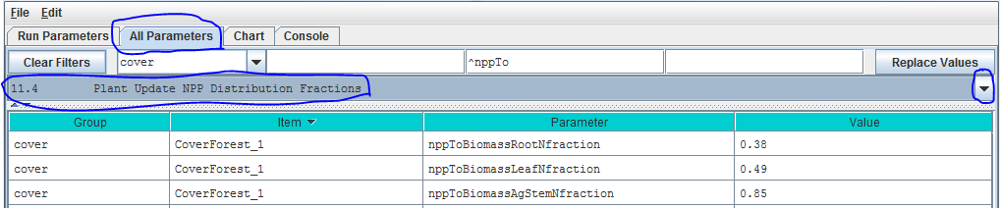 File Edit
Run Parameters All Parameters Chart Console
Clear Filters cover ^nppTo Replace Values
11.4 Plant Update NPP Distribution Fractions
Group Item Parameter Value
cover CoverForest_1 nppToBiomassRootNfraction 0.38
cover CoverForest_1 nppToBiomassLeafNfraction 0.49
cover CoverForest_1 nppToBiomassAgStemNfraction 0.85